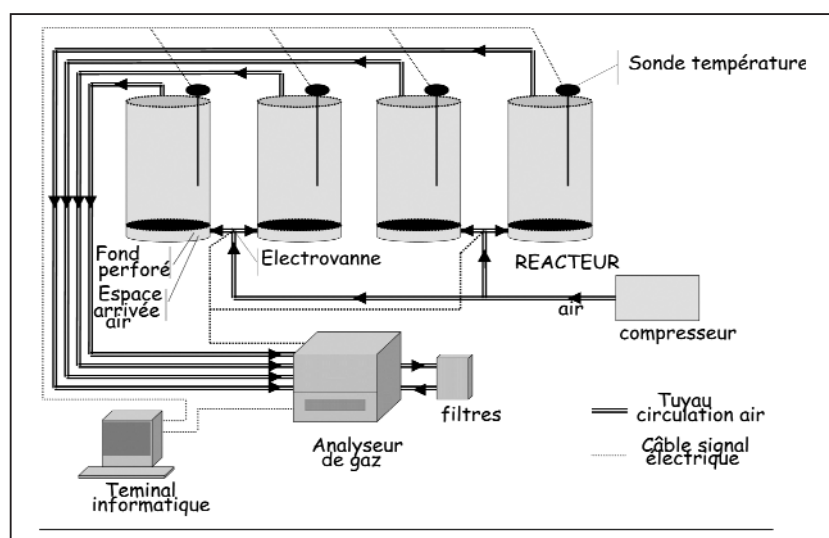 Sonde température
Fond
perforé
Electrovanne
REACTEUR
Espace
arrivée
air
air
compresseur
filtres
Tuyau
circulation air
Analyseur
de gaz
Câble signal
électrique
Teminal
informatique